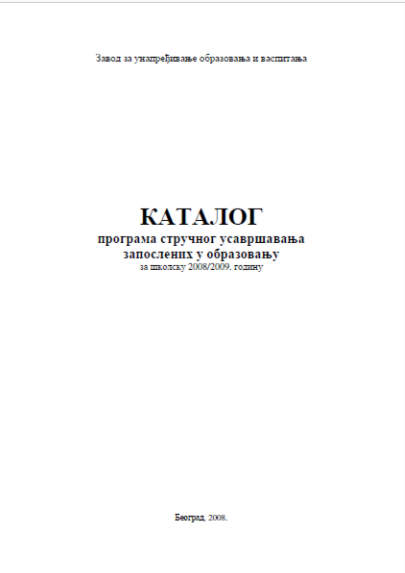 Завод за унапређивање образовања и васпитања
КАТАЛОГ
програма стручног усавршавања
запослених у образовању
за школску 2008/2009. годину
Београд, 2008.